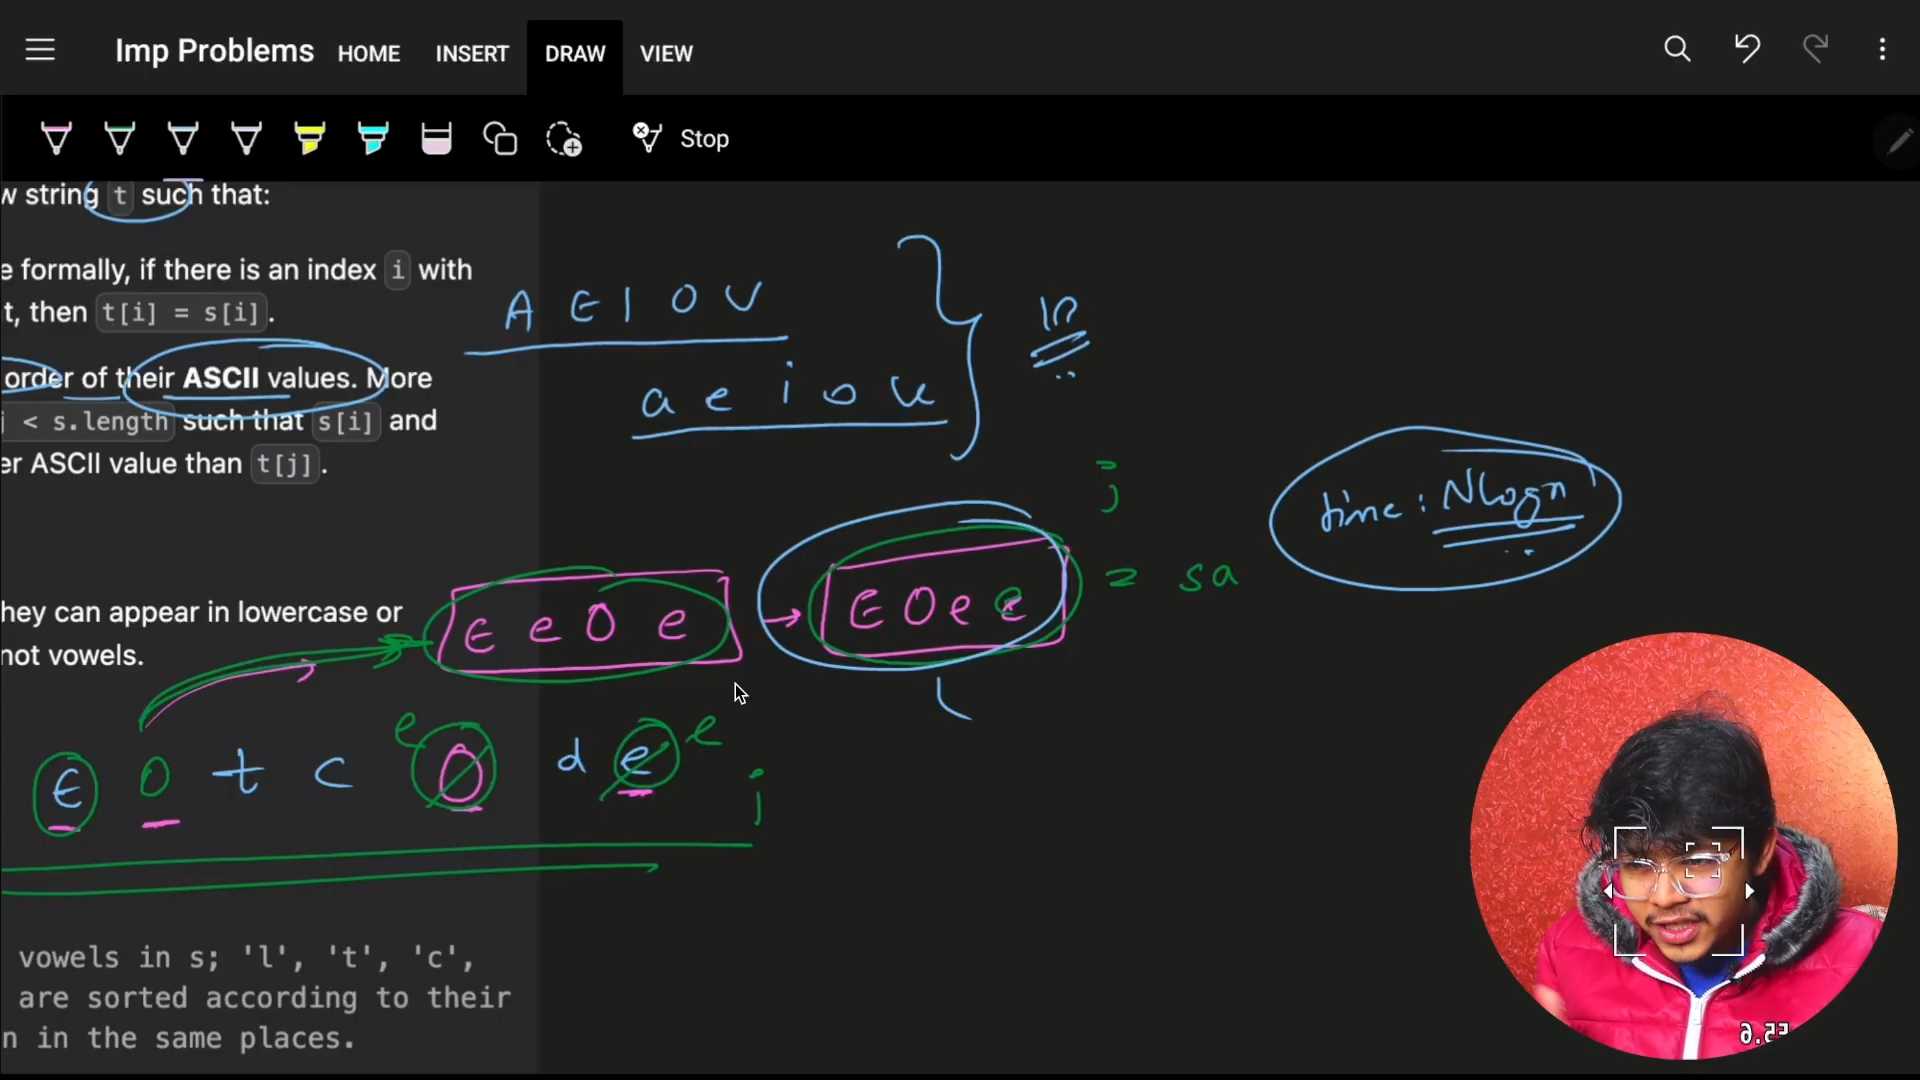 Imp Problems HOME INSERT DRAW VIEW
Stop
w string t such that:
e formally, if there is an index i with
t, then t[i] = s[i].
order of their ASCII values. More
j < s.length such that s[i] and
er ASCII value than t[j].
A E I O U
a e i o u
10
time: Nlogn
j
E e O e → E O e e = sa
they can appear in lowercase or
not vowels.
e e
E O t c O d e j
vowels in s; 'l', 't', 'c',
are sorted according to their
n in the same places.